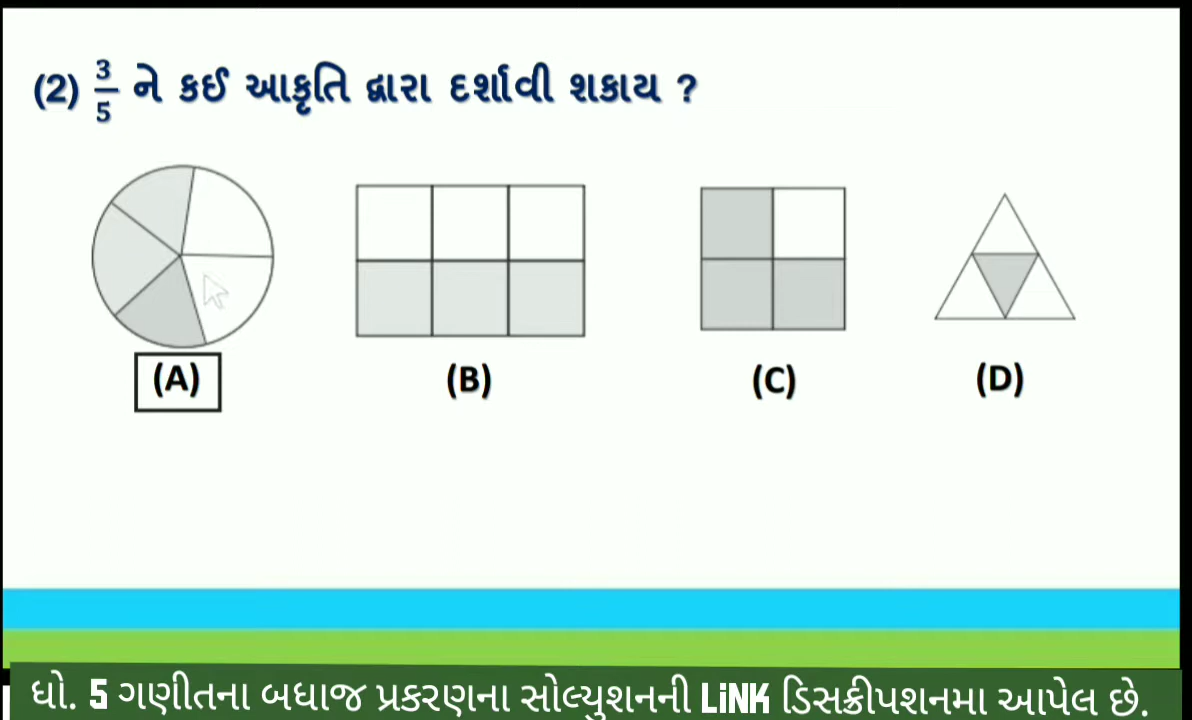 (2) 3/5 ને કઈ આકૃતિ દ્વારા દર્શાવી શકાય ?
(A) (B) (C) (D)
ધો. 5 ગણીતના બધાજ પ્રકરણના સોલ્યુશનની LiNK ડિસક્રીપશનમા આપેલ છે.